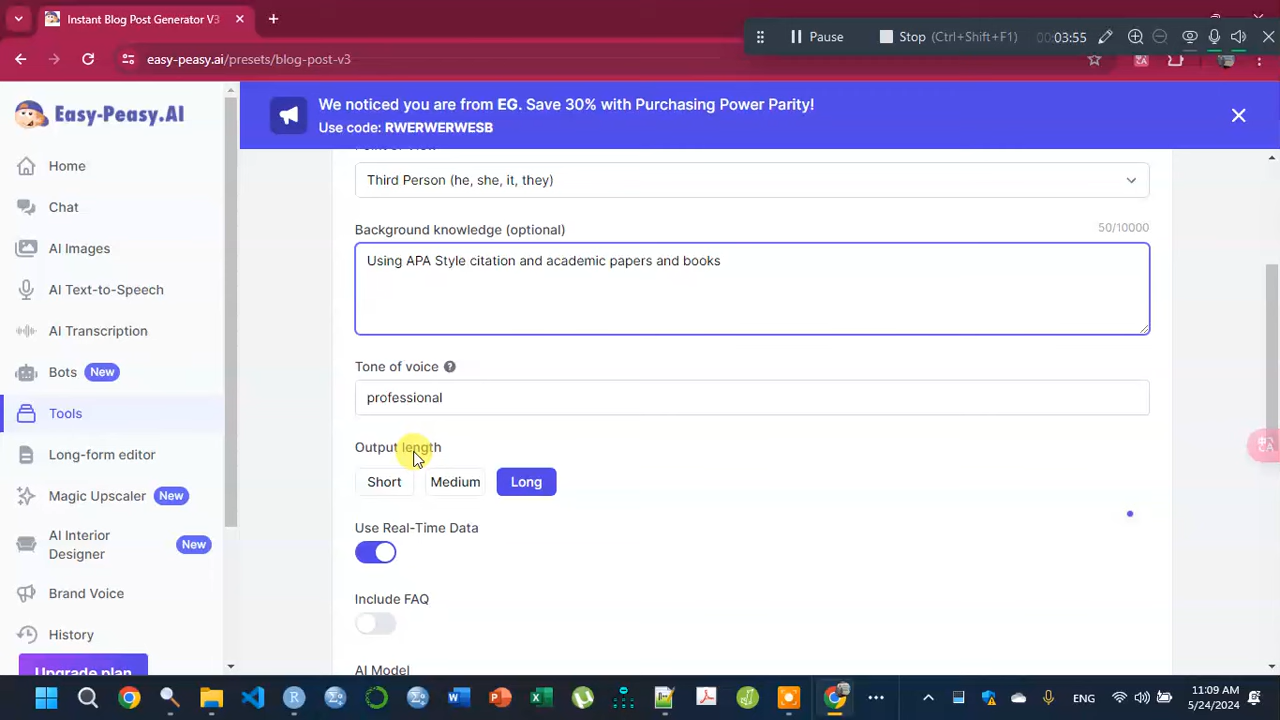 Instant Blog Post Generator V3
Pause
Stop (Ctrl+Shift+F1)
00:03:55
easy-peasy.ai/presets/blog-post-v3
Easy-Peasy.AI
We noticed you are from EG. Save 30% with Purchasing Power Parity!
Use code: RWERWERWESB
Home
Chat
AI Images
AI Text-to-Speech
AI Transcription
Bots New
Tools
Long-form editor
Magic Upscaler New
AI Interior
Designer New
Brand Voice
History
Upgrade plan
Point of View
Third Person (he, she, it, they)
Background knowledge (optional)
50/10000
Using APA Style citation and academic papers and books
Tone of voice
professional
Output length
Short Medium Long
Use Real-Time Data
Include FAQ
AI Model
ENG
11:09 AM
5/24/2024